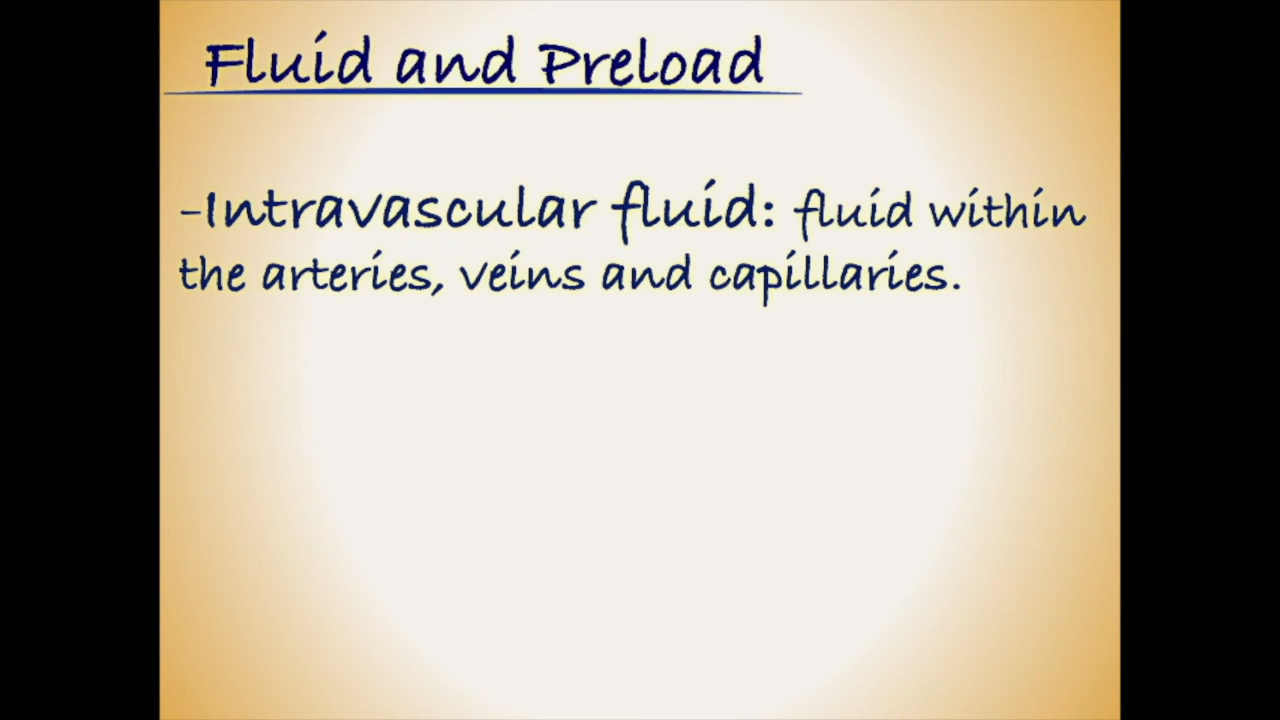 Fluid and Preload
-Intravascular fluid: fluid within
the arteries, veins and capillaries.